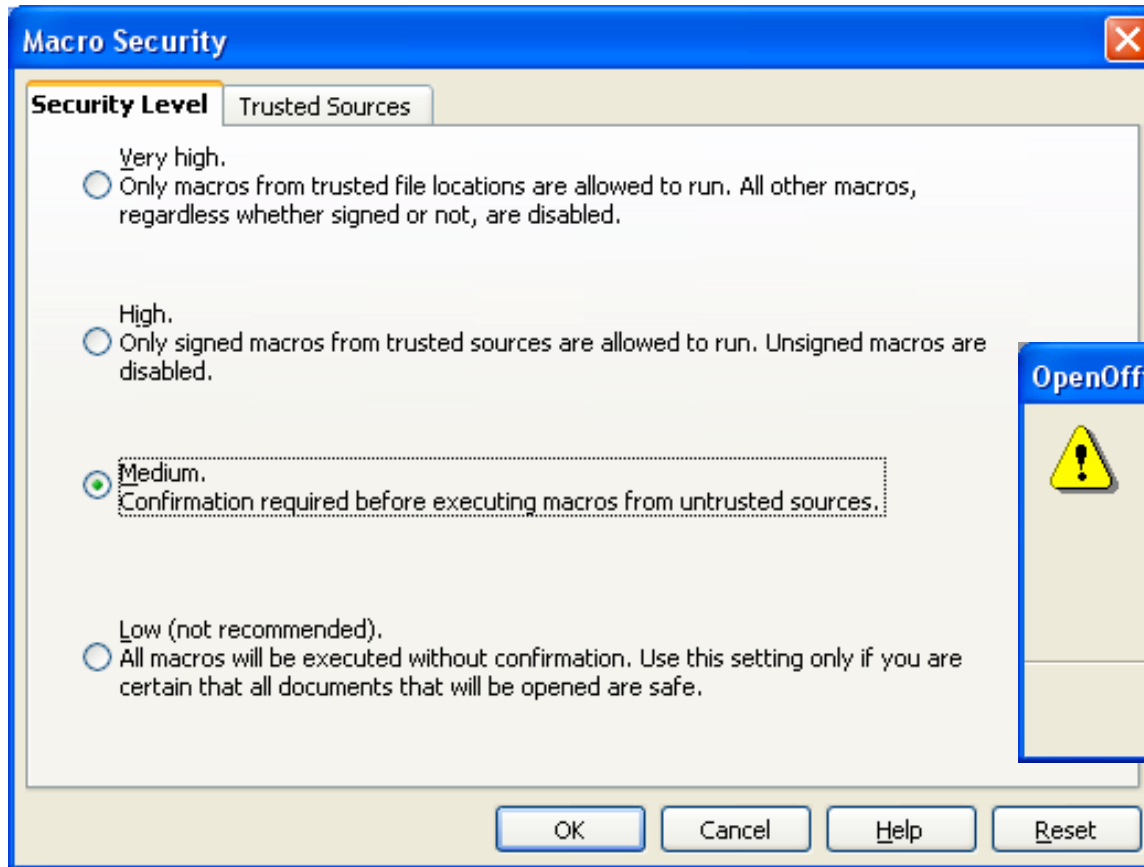 Macro Security
Security Level
Trusted Sources
Very high.
Only macros from trusted file locations are allowed to run. All other macros,
regardless whether signed or not, are disabled.
High.
Only signed macros from trusted sources are allowed to run. Unsigned macros are
disabled.
OpenOff
Medium.
Confirmation required before executing macros from untrusted sources.
Low (not recommended).
All macros will be executed without confirmation. Use this setting only if you are
certain that all documents that will be opened are safe.
OK
Cancel
Help
Reset